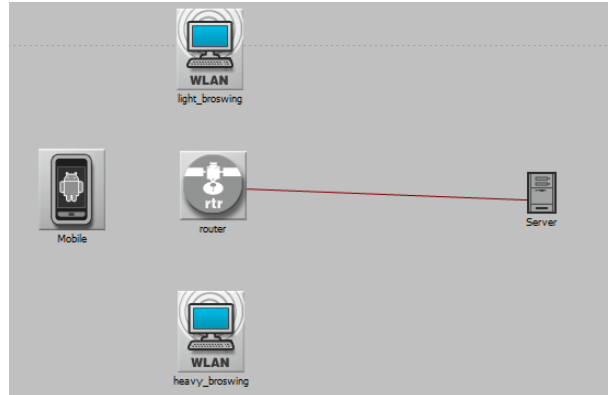 WLAN
light_broswing
Mobile
rtr
router
Server
WLAN
heavy_broswing